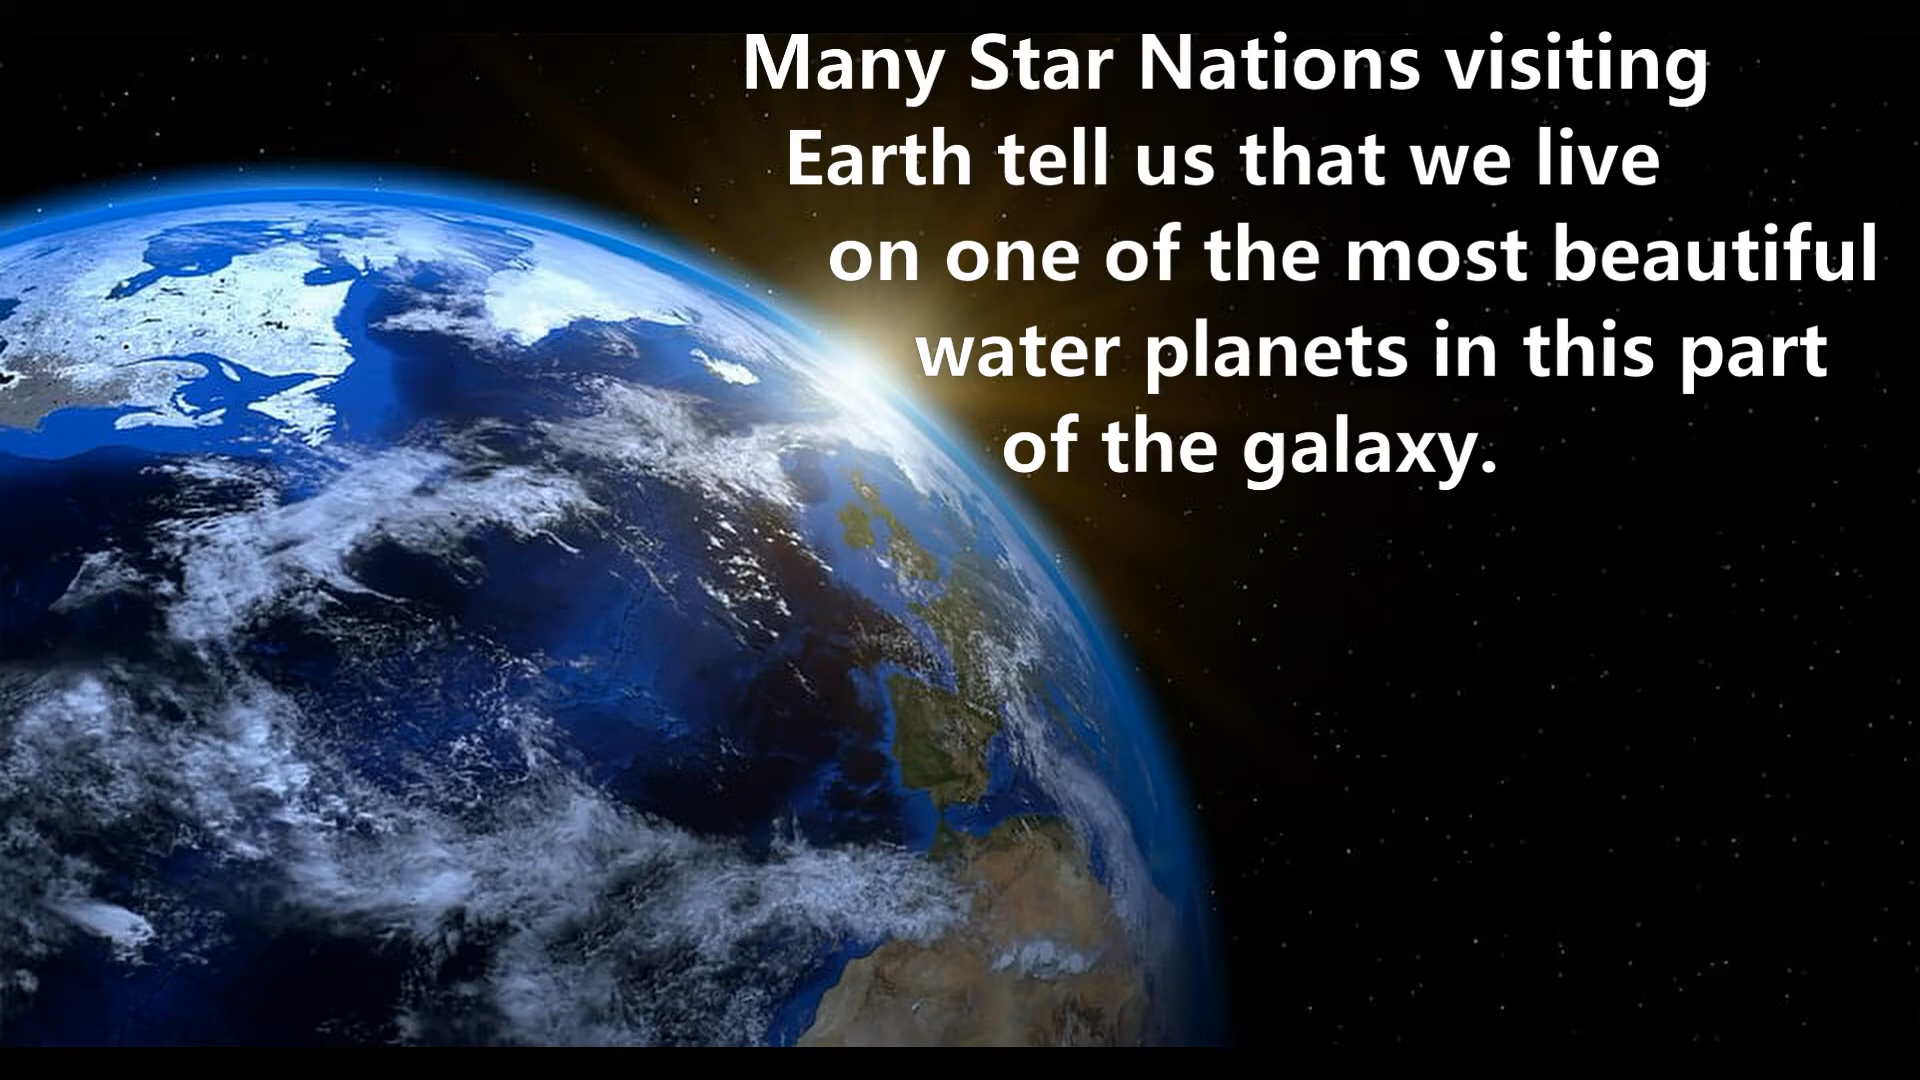 Many Star Nations visiting
Earth tell us that we live
on one of the most beautiful
water planets in this part
of the galaxy.